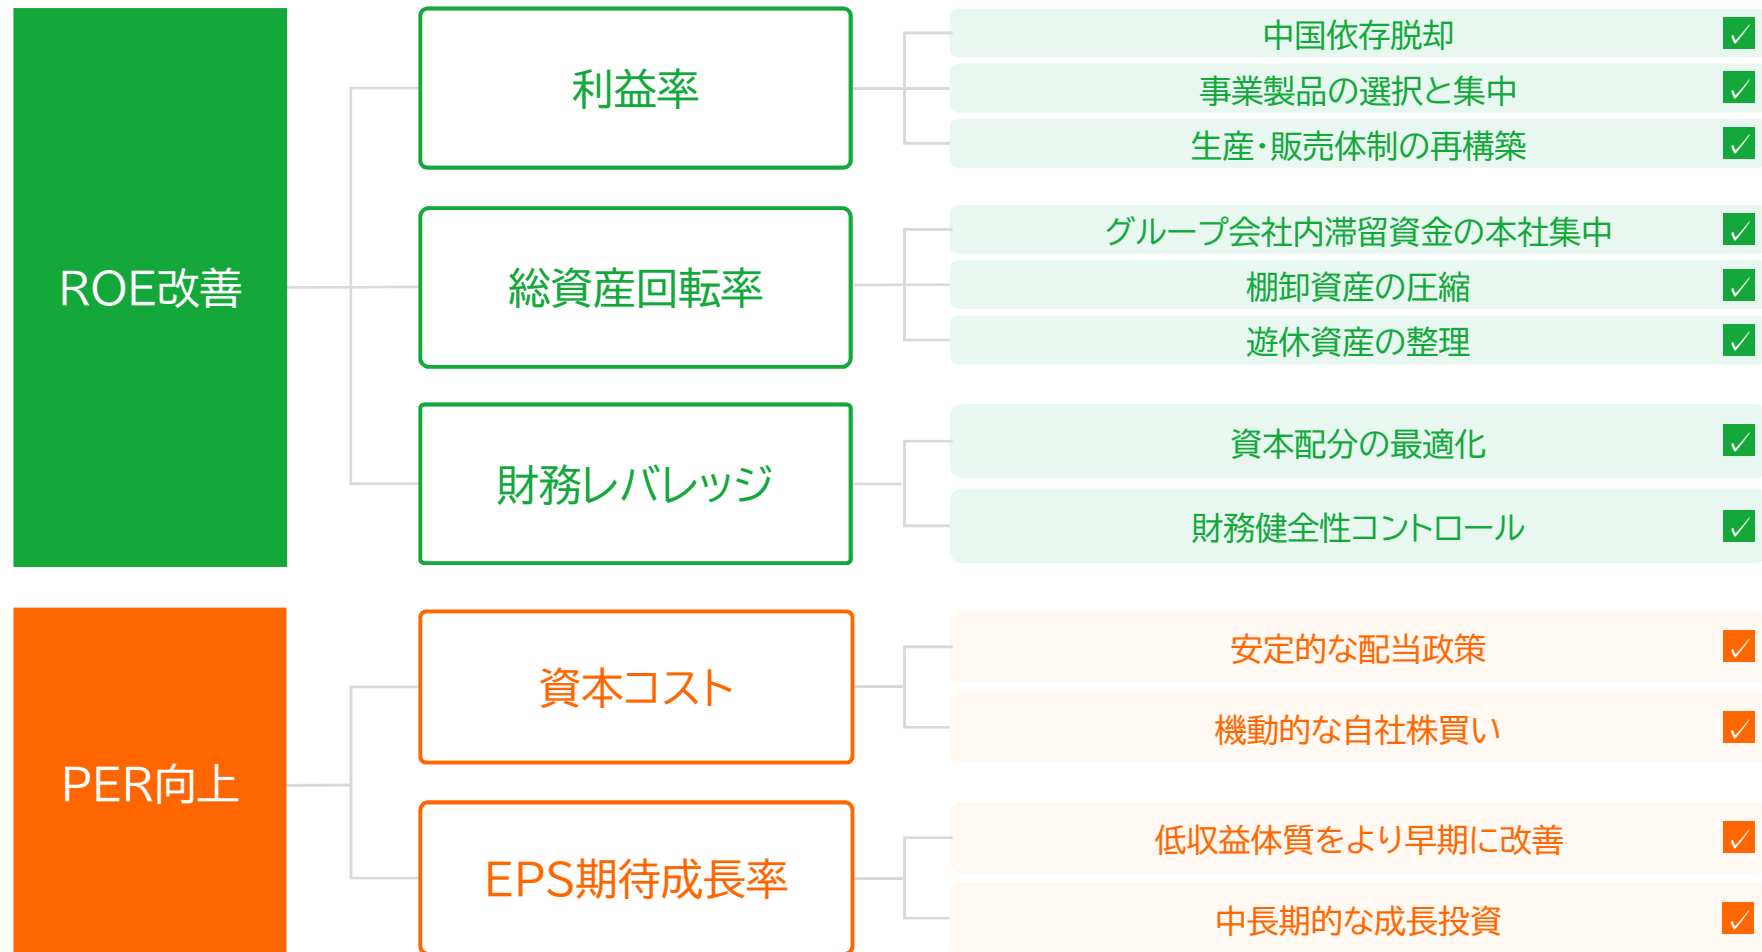 ROE改善
利益率
中国依存脱却
事業製品の選択と集中
生産・販売体制の再構築
総資産回転率
グループ会社内滞留資金の本社集中
棚卸資産の圧縮
遊休資産の整理
財務レバレッジ
資本配分の最適化
財務健全性コントロール
PER向上
資本コスト
安定的な配当政策
機動的な自社株買い
EPS期待成長率
低収益体質をより早期に改善
中長期的な成長投資